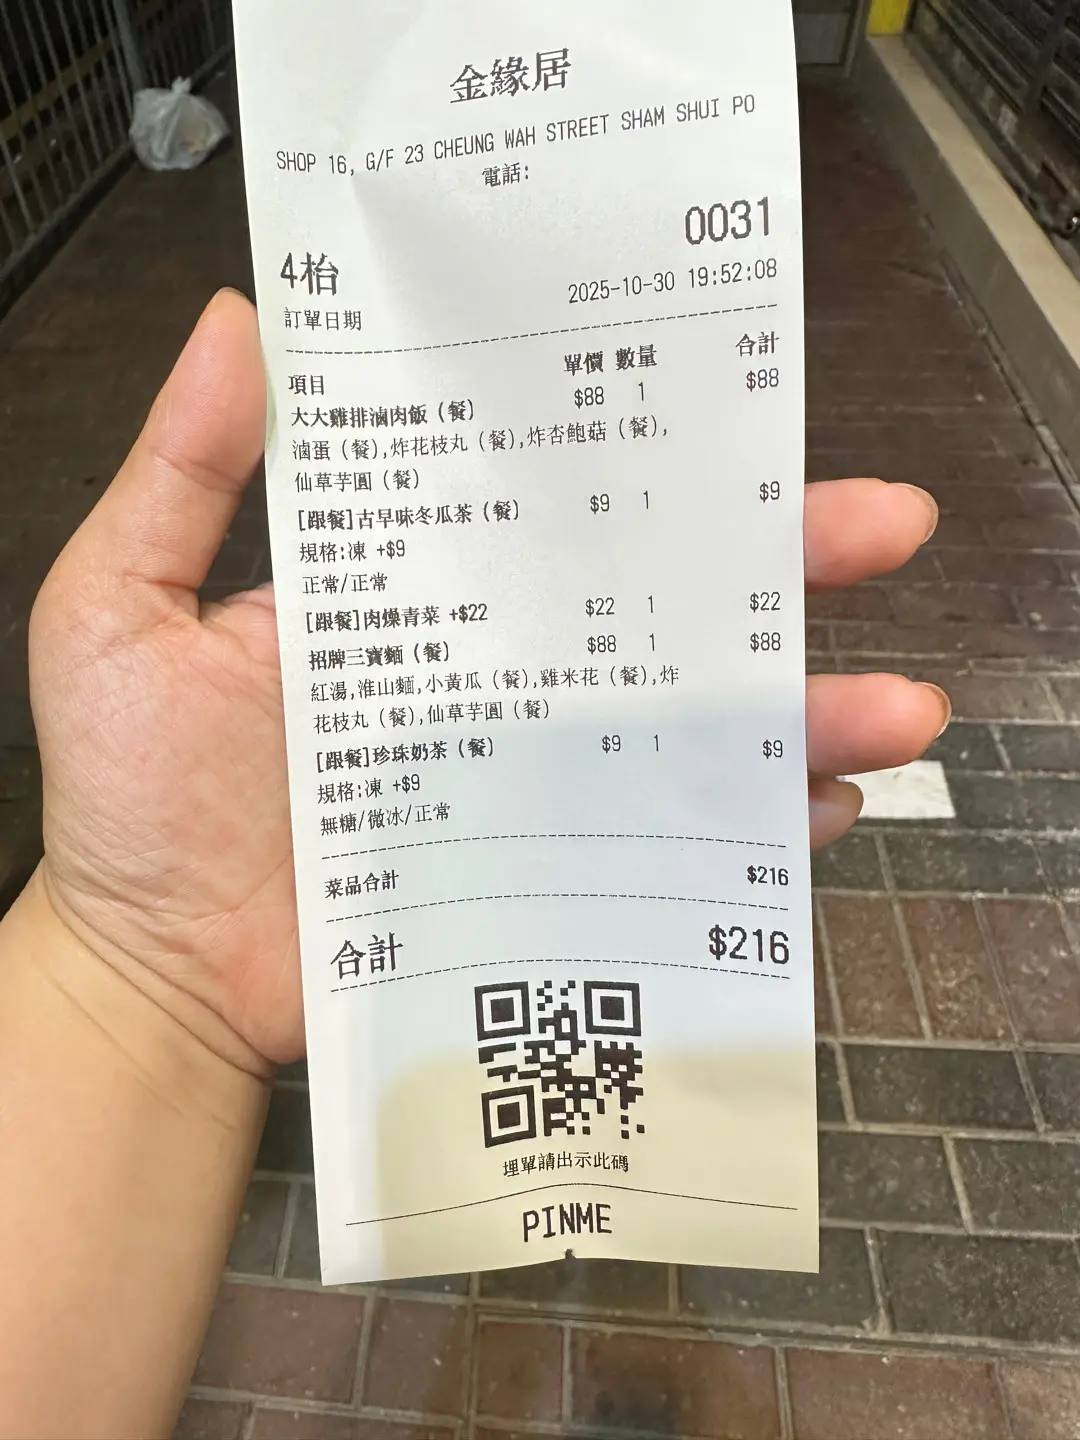 金緣居
SHOP 16, G/F 23 CHEUNG WAH STREET SHAM SHUI PO
電話:
0031
4枱
訂單日期 2025-10-30 19:52:08
項目 單價 數量 合計
大大雞排滷肉飯（餐） $88 1 $88
滷蛋（餐）,炸花枝丸（餐）,炸杏鮑菇（餐）,
仙草芋圓（餐）
[跟餐]古早味冬瓜茶（餐） $9 1 $9
規格:凍 +$9
正常/正常
[跟餐]肉燥青菜 +$22 $22 1 $22
招牌三寶麵（餐） $88 1 $88
紅湯,淮山麵,小黃瓜（餐）,雞米花（餐）,炸
花枝丸（餐）,仙草芋圓（餐）
[跟餐]珍珠奶茶（餐） $9 1 $9
規格:凍 +$9
無糖/微冰/正常
菜品合計 $216
合計 $216
埋單請出示此碼
PINME